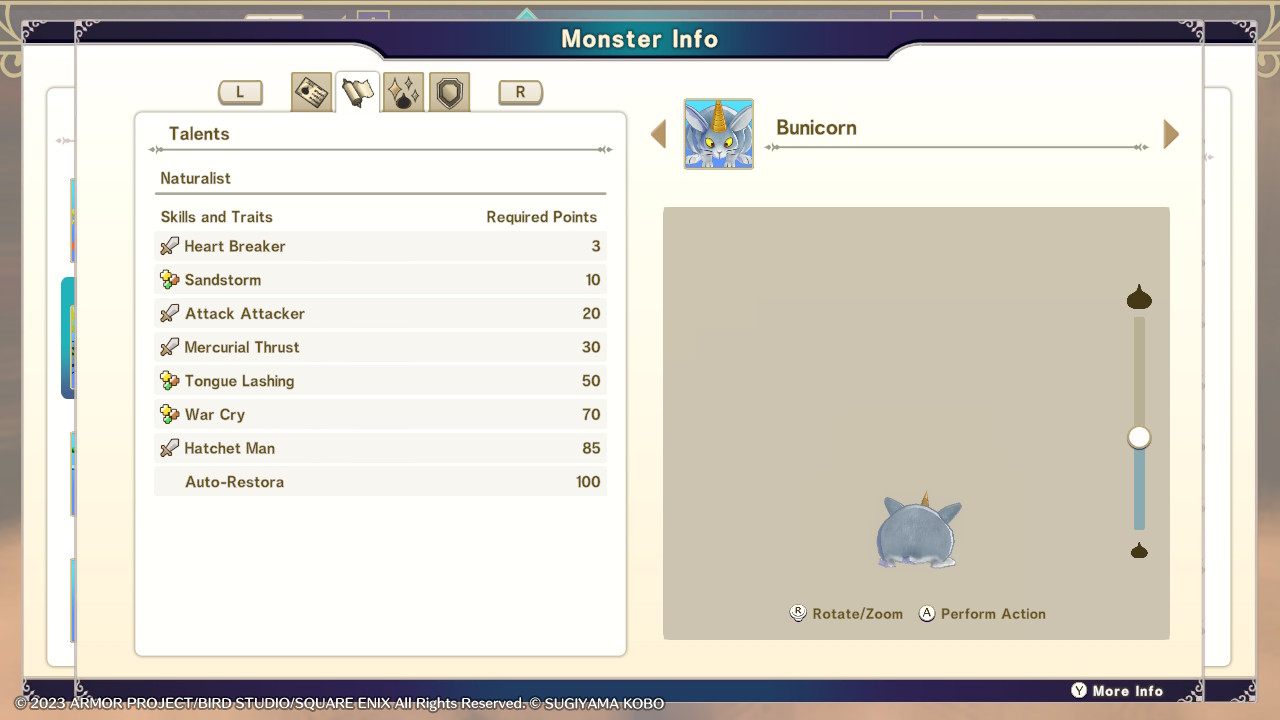 Monster Info
L
R
Talents
Naturalist
Skills and Traits Required Points
Heart Breaker 3
Sandstorm 10
Attack Attacker 20
Mercurial Thrust 30
Tongue Lashing 50
War Cry 70
Hatchet Man 85
Auto-Restora 100
Bunicorn
R Rotate/Zoom A Perform Action
Y More Info
© 2023 ARMOR PROJECT/BIRD STUDIO/SQUARE ENIX All Rights Reserved. © SUGIYAMA KOBO